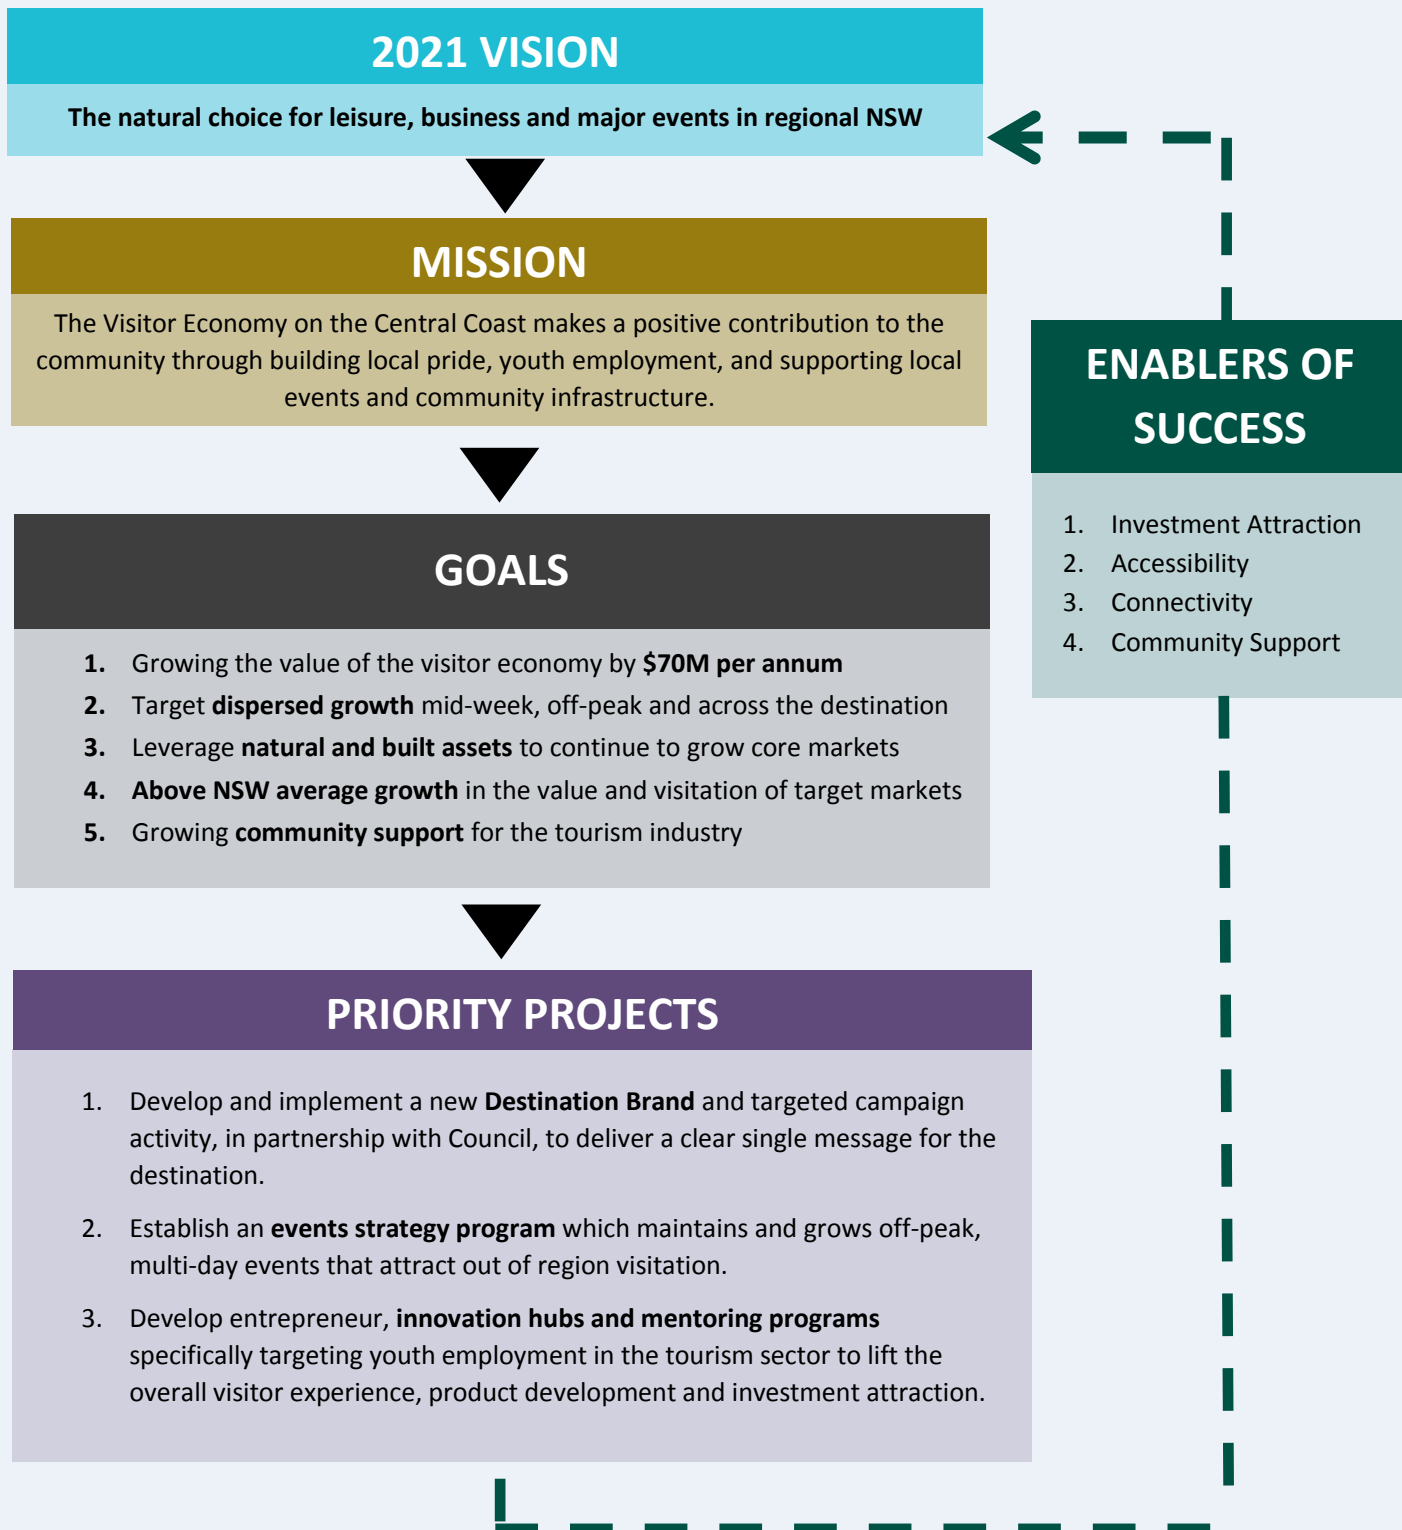 2021 VISION
The natural choice for leisure, business and major events in regional NSW
MISSION
The Visitor Economy on the Central Coast makes a positive contribution to the
community through building local pride, youth employment, and supporting local
events and community infrastructure.
GOALS
1. Growing the value of the visitor economy by $70M per annum
2. Target dispersed growth mid-week, off-peak and across the destination
3. Leverage natural and built assets to continue to grow core markets
4. Above NSW average growth in the value and visitation of target markets
5. Growing community support for the tourism industry
PRIORITY PROJECTS
1. Develop and implement a new Destination Brand and targeted campaign
activity, in partnership with Council, to deliver a clear single message for the
destination.
2. Establish an events strategy program which maintains and grows off-peak,
multi-day events that attract out of region visitation.
3. Develop entrepreneur, innovation hubs and mentoring programs
specifically targeting youth employment in the tourism sector to lift the
overall visitor experience, product development and investment attraction.
ENABLERS OF
SUCCESS
1. Investment Attraction
2. Accessibility
3. Connectivity
4. Community Support